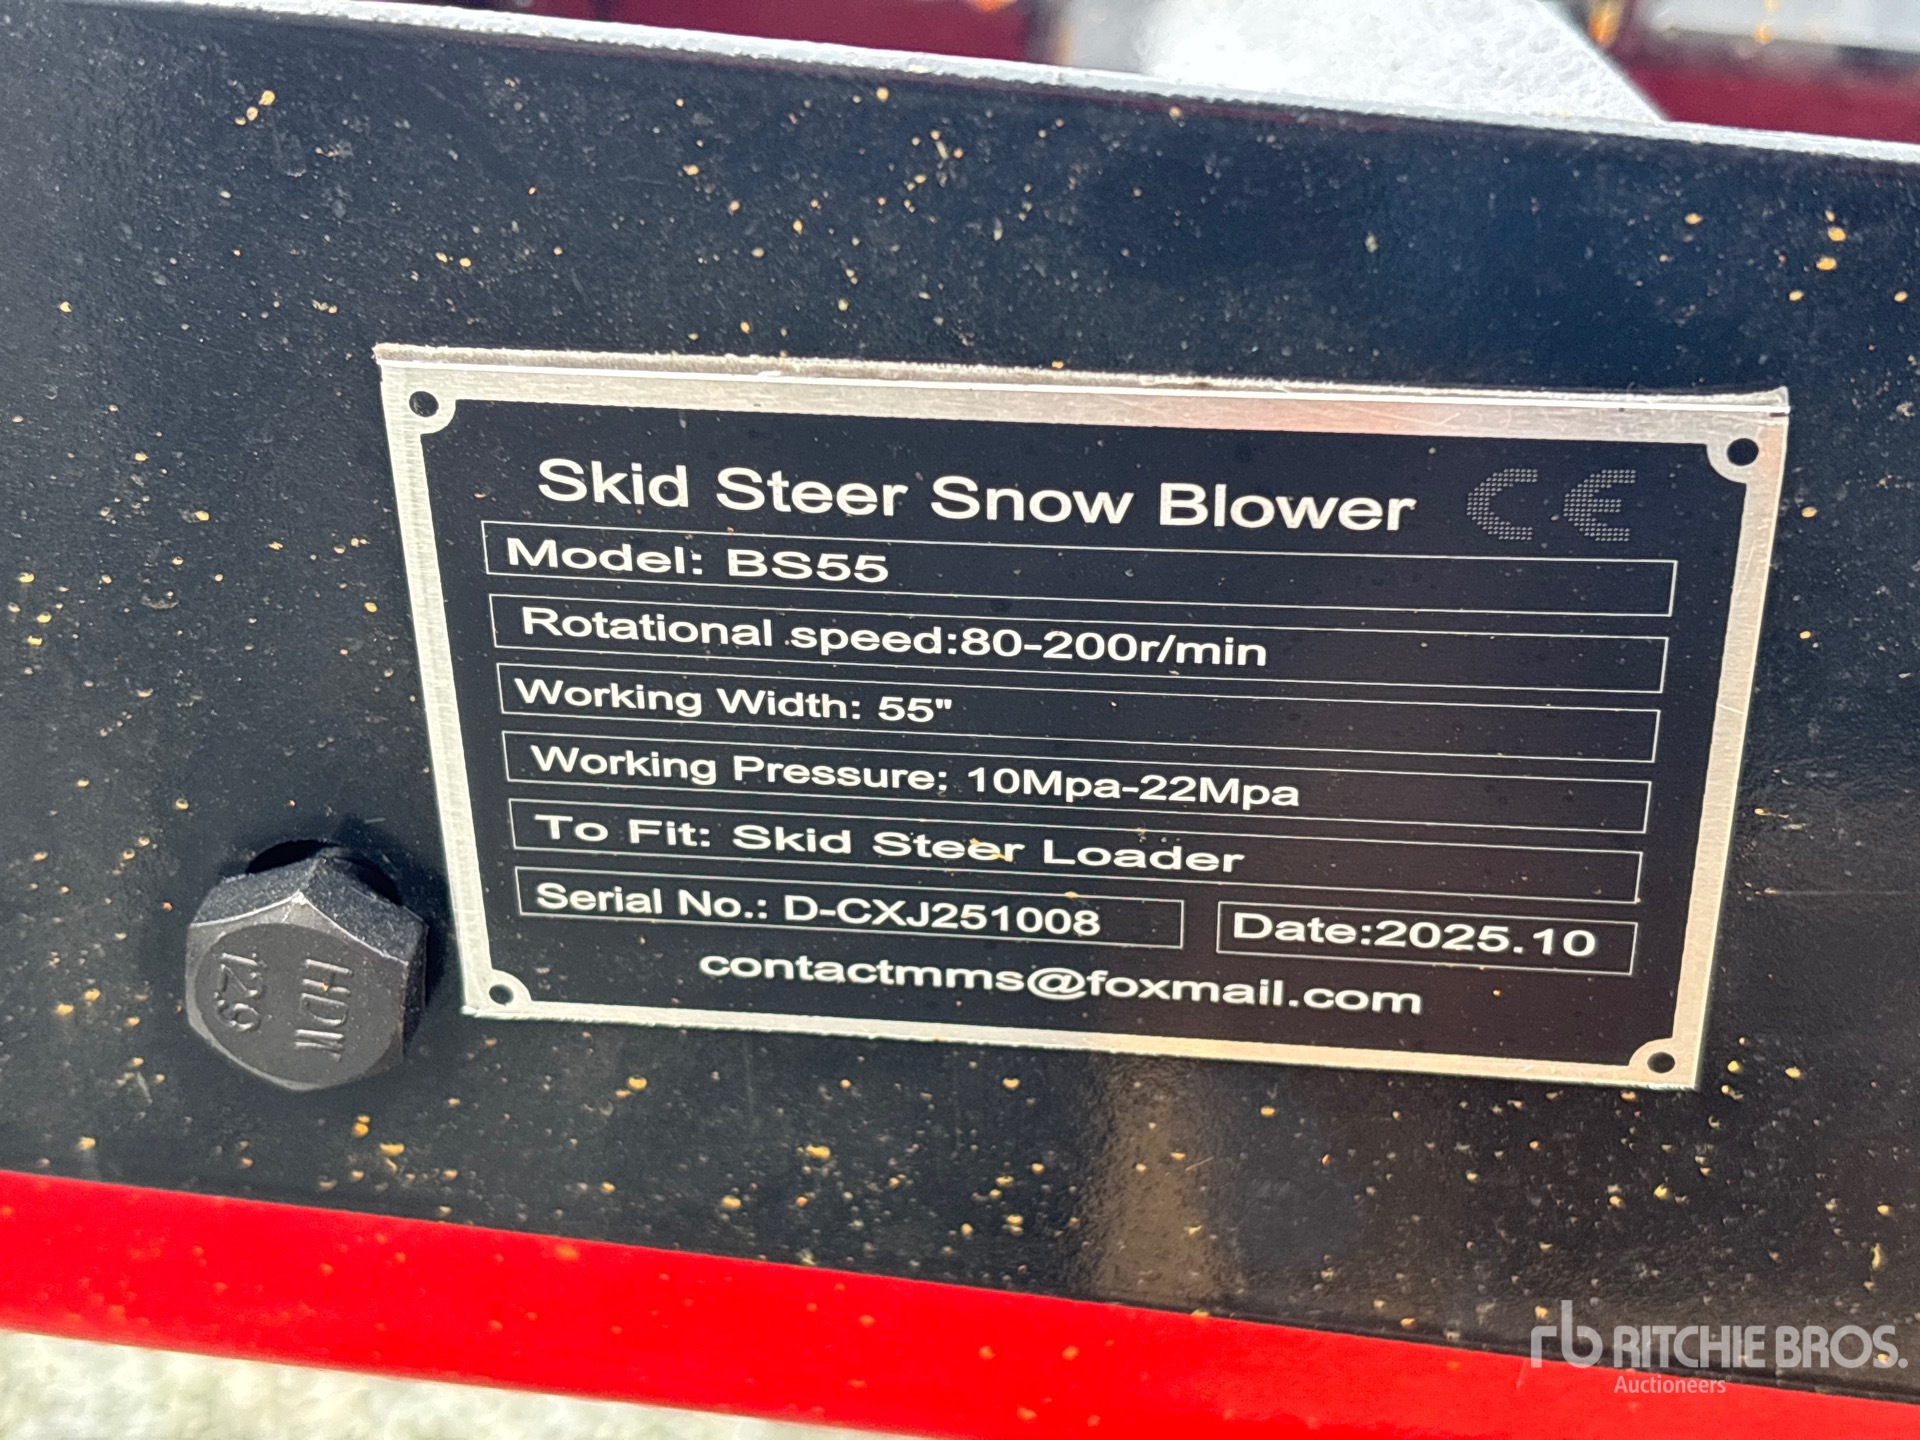 Skid Steer Snow Blower CE
Model: BS55
Rotational speed:80-200r/min
Working Width: 55"
Working Pressure: 10Mpa-22Mpa
To Fit: Skid Steer Loader
Serial No.: D-CXJ251008 Date:2025.10
contactmms@foxmail.com
HDW
12.9
rb RITCHIE BROS.
Auctioneers